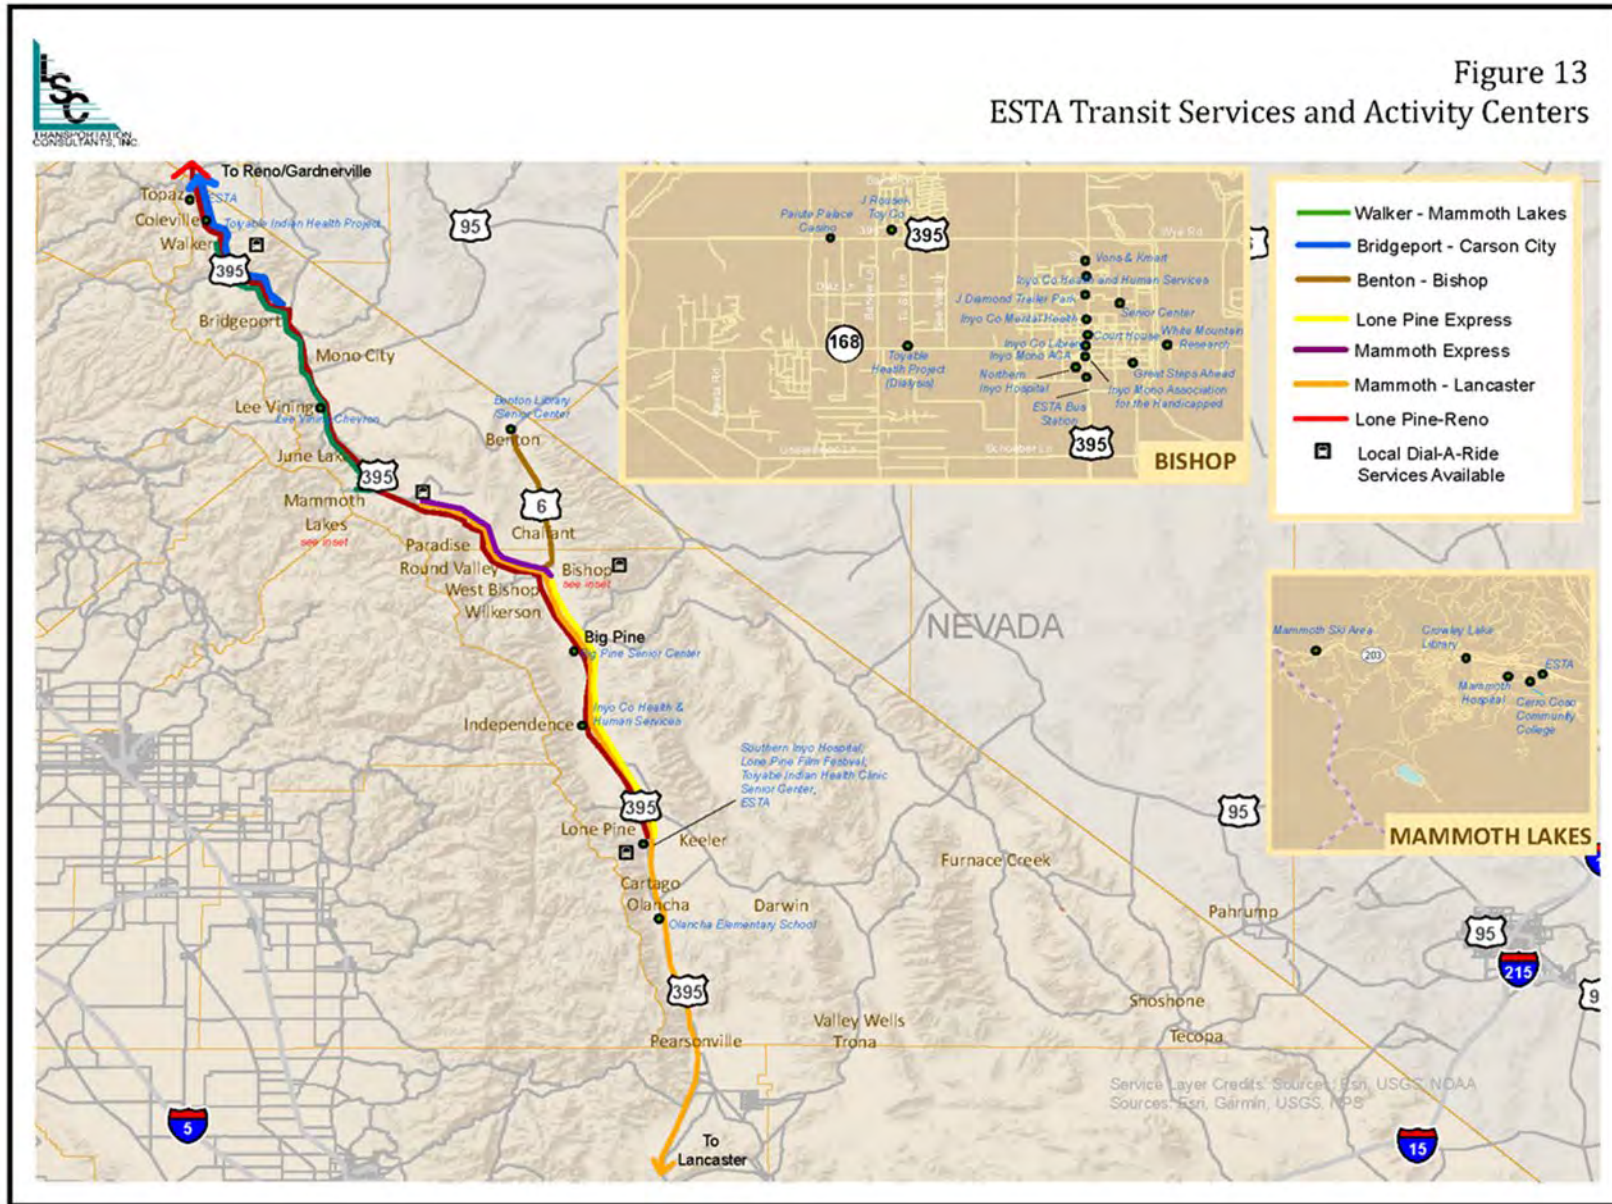 LSC
TRANSPORTATION
CONSULTANTS, INC.
Figure 13
ESTA Transit Services and Activity Centers
To Reno/Gardnerville
Topaz
ESTA
Coleville
Toiyabe Indian Health Project
Walker
395
95
Bridgeport
Mono City
Lee Vining
Lee Vining Chevron
June Lake
395
Mammoth
Lakes
see inset
Benton Library
/Senior Center
Benton
6
Chalfant
Paradise
Round Valley
West Bishop
Wilkerson
Bishop
see inset
Big Pine
Big Pine Senior Center
Independence
Inyo Co Health &
Human Services
Southern Inyo Hospital,
Lone Pine Film Festival,
Toiyabe Indian Health Clinic
Senior Center,
ESTA
395
Lone Pine
Keeler
Cartago
Olancha
Darwin
Olancha Elementary School
395
Pearsonville
Valley Wells
Trona
To
Lancaster
5
NEVADA
Furnace Creek
95
Pahrump
95
215
Shoshone
Tecopa
15
Service Layer Credits: Sources: Esri, USGS, NOAA
Sources: Esri, Garmin, USGS, NPS
Paiute Palace
Casino
J Rousek
Toy Co
395
Wye Rd
Vons & Kmart
Inyo Co Health and Human Services
J Diamond Trailer Park
Senior Center
Inyo Co Mental Health
Court House
White Mountain
Research
Inyo Co Library
Inyo Mono ACA
168
Toiyable
Health Project
(Dialysis)
Northern
Inyo Hospital
Great Steps Ahead
Inyo Mono Association
for the Handicapped
ESTA Bus
Station
395
Schober Ln
BISHOP
Walker - Mammoth Lakes
Bridgeport - Carson City
Benton - Bishop
Lone Pine Express
Mammoth Express
Mammoth - Lancaster
Lone Pine-Reno
Local Dial-A-Ride
Services Available
Mammoth Ski Area
203
Crowley Lake
Library
ESTA
Mammoth
Hospital
Cerro Coso
Community
College
MAMMOTH LAKES